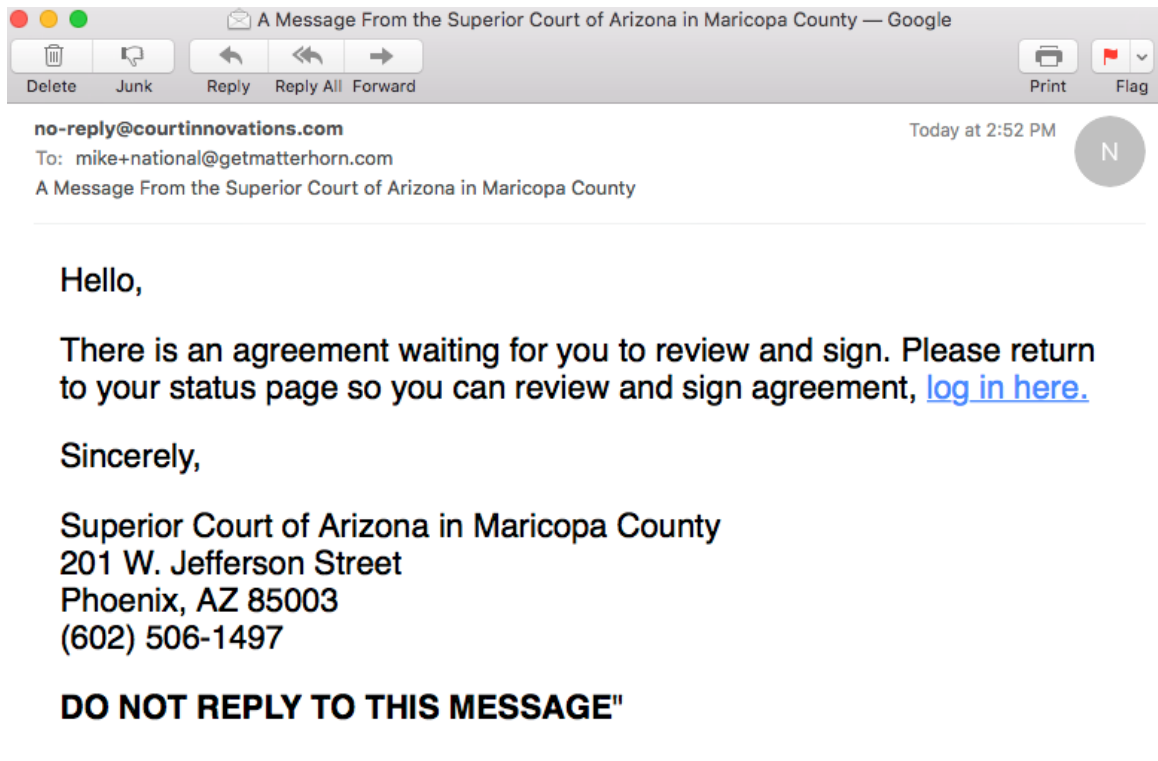 A Message From the Superior Court of Arizona in Maricopa County — Google
Delete Junk Reply Reply All Forward Print Flag
no-reply@courtinnovations.com Today at 2:52 PM
N
To: mike+national@getmatterhorn.com
A Message From the Superior Court of Arizona in Maricopa County
Hello,
There is an agreement waiting for you to review and sign. Please return
to your status page so you can review and sign agreement, log in here.
Sincerely,
Superior Court of Arizona in Maricopa County
201 W. Jefferson Street
Phoenix, AZ 85003
(602) 506-1497
DO NOT REPLY TO THIS MESSAGE"